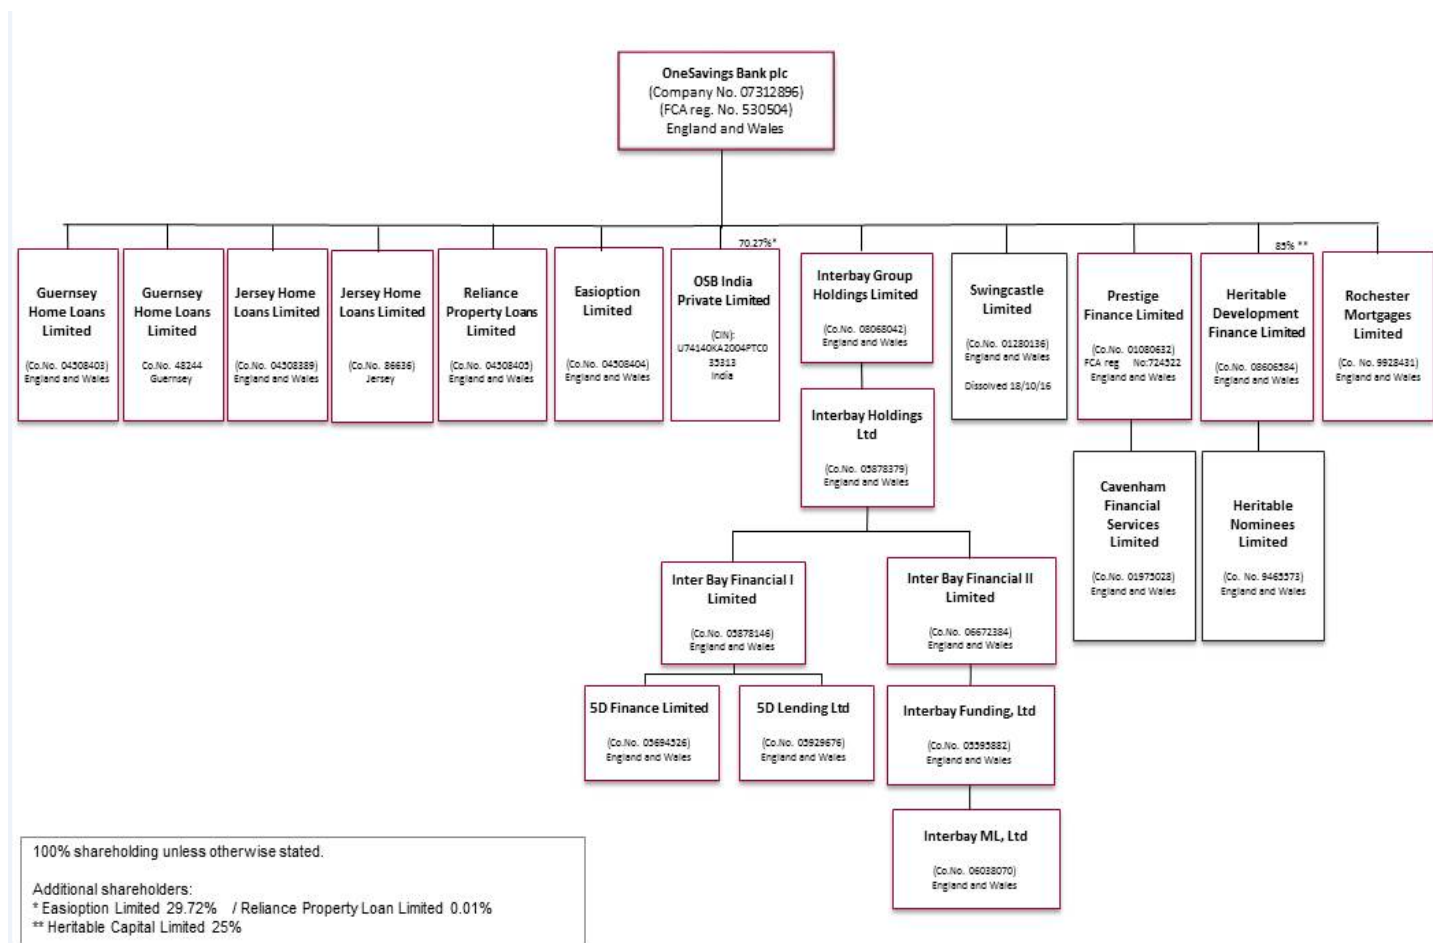 OneSavings Bank plc
(Company No. 07312896)
(FCA reg. No. 530504)
England and Wales
Guernsey
Home Loans
Limited
(Co.No. 04508403)
England and Wales
Guernsey
Home Loans
Limited
Co.No. 48244
Guernsey
Jersey Home
Loans Limited
(Co.No. 04508389)
England and Wales
Jersey Home
Loans Limited
(Co.No. 86636)
Jersey
Reliance
Property Loans
Limited
(Co.No. 04508405)
England and Wales
Easioption
Limited
(Co.No. 04508404)
England and Wales
70.27%*
OSB India
Private Limited
(CIN):
U74140KA2004PTC0
35313
India
Interbay Group
Holdings Limited
(Co.No. 08068042)
England and Wales
Swingcastle
Limited
(Co.No. 01280136)
England and Wales
Dissolved 18/10/16
Prestige
Finance Limited
(Co.No. 01080632)
FCA reg No:724522
England and Wales
85% **
Heritable
Development
Finance Limited
(Co.No. 08606584)
England and Wales
Rochester
Mortgages
Limited
(Co. No. 9928431)
England and Wales
Interbay Holdings
Ltd
(Co.No. 05878379)
England and Wales
Cavenham
Financial
Services
Limited
(Co.No. 01975028)
England and Wales
Heritable
Nominees
Limited
(Co. No. 9465573)
England and Wales
Inter Bay Financial I
Limited
(Co.No. 05878146)
England and Wales
Inter Bay Financial II
Limited
(Co.No. 06672384)
England and Wales
5D Finance Limited
(Co.No. 05694526)
England and Wales
5D Lending Ltd
(Co.No. 05929676)
England and Wales
Interbay Funding, Ltd
(Co.No. 05595882)
England and Wales
Interbay ML, Ltd
(Co.No. 06038070)
England and Wales
100% shareholding unless otherwise stated.
Additional shareholders:
* Easioption Limited 29.72% / Reliance Property Loan Limited 0.01%
** Heritable Capital Limited 25%